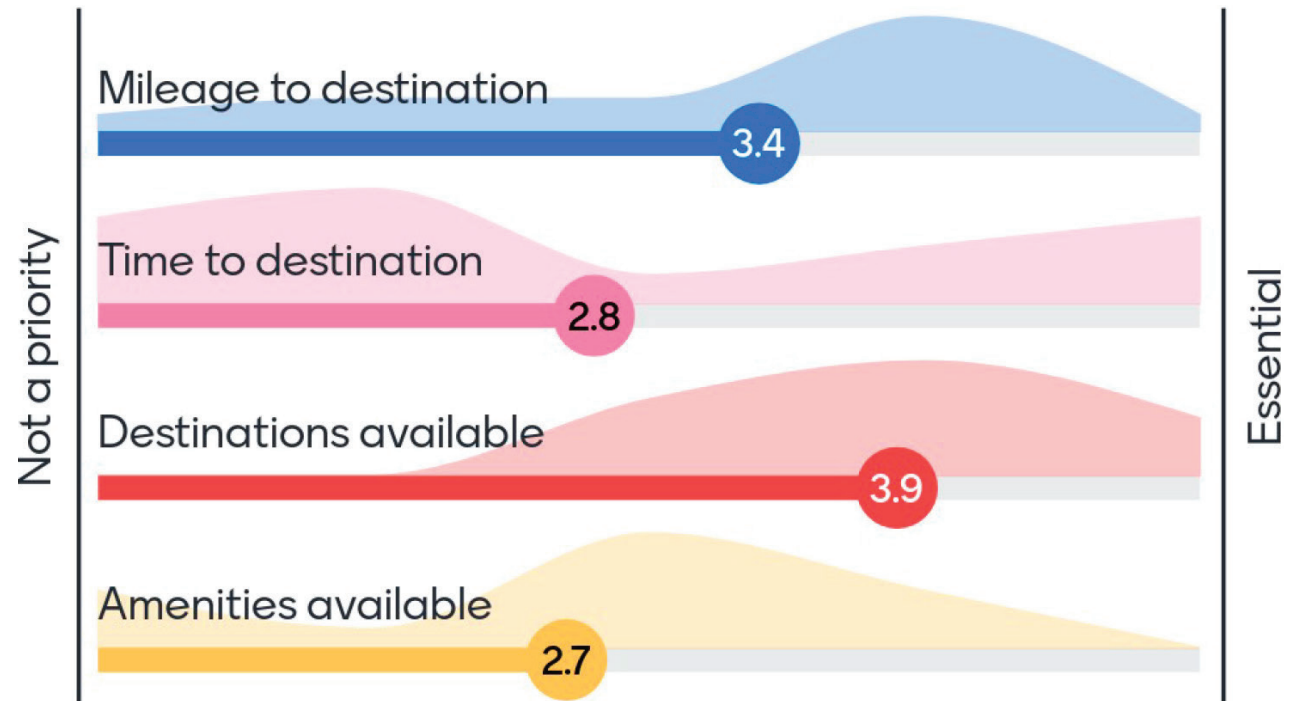 Mileage to destination
3.4
Time to destination
2.8
Destinations available
3.9
Amenities available
2.7
Not a priority
Essential